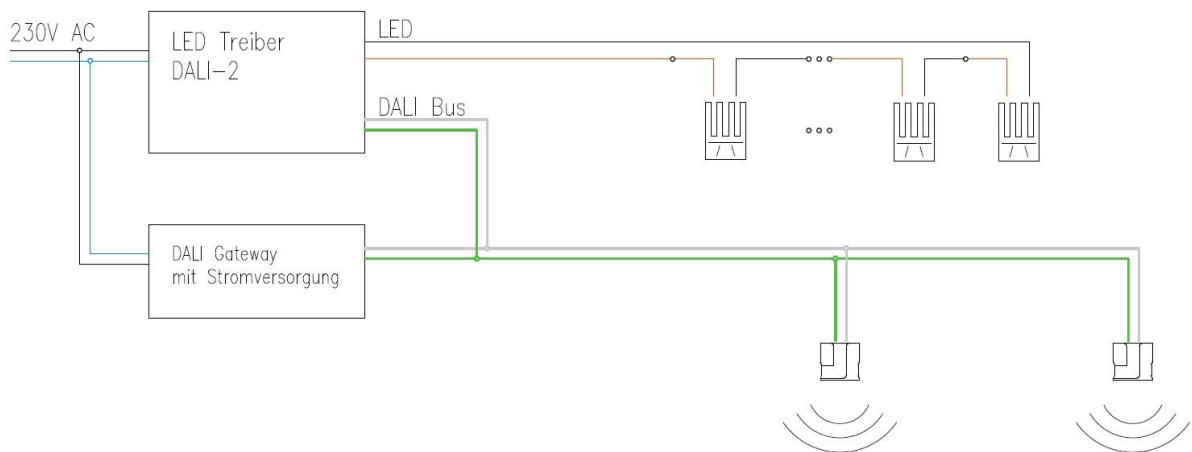 230V AC
LED Treiber
DALI-2
LED
DALI Bus
DALI Gateway
mit Stromversorgung